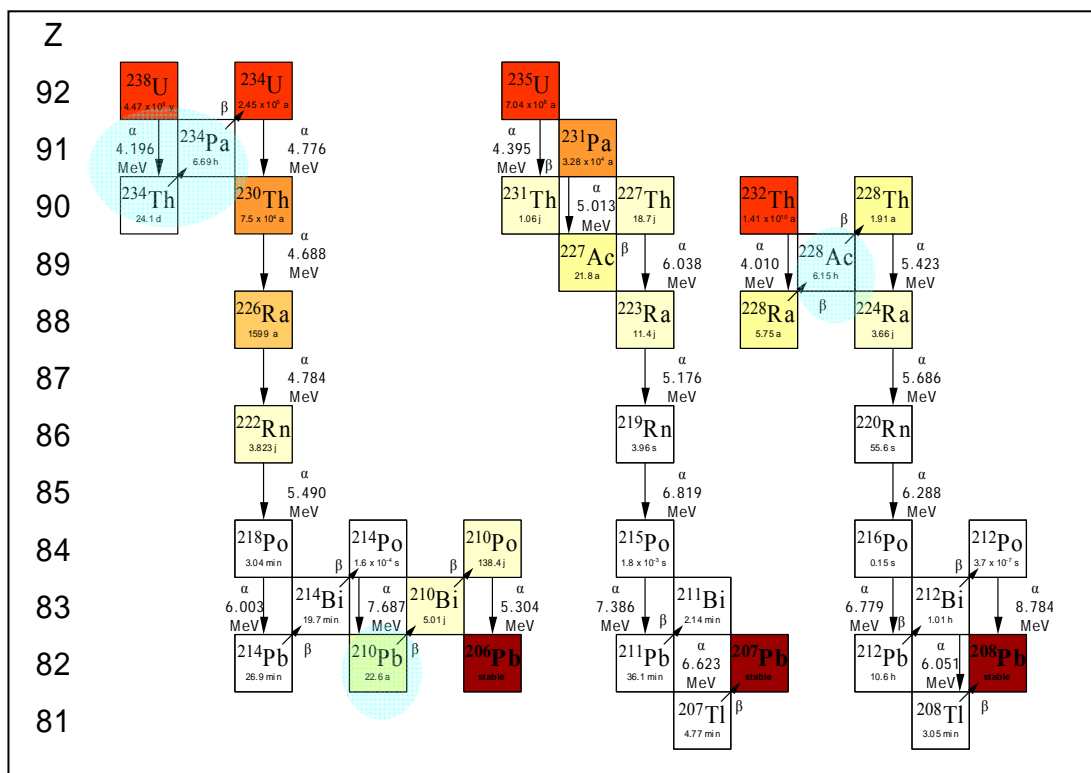 Z
92
238U
4.47 x 10⁹ y
234U
2.45 x 10⁵ a
235U
7.04 x 10⁸ a
β
91
α
4.196
MeV
234Pa
6.69 h
α
4.776
MeV
α
4.395
MeV
β
231Pa
3.28 x 10⁴ a
90
234Th
24.1 d
230Th
7.5 x 10⁴ a
231Th
1.06 j
α
5.013
MeV
227Th
18.7 j
232Th
1.41 x 10¹⁰ a
228Th
1.91 a
β
89
α
4.688
MeV
227Ac
21.8 a
β
α
6.038
MeV
α
4.010
MeV
228Ac
6.15 h
α
5.423
MeV
88
226Ra
1599 a
223Ra
11.4 j
228Ra
5.75 a
β
224Ra
3.66 j
87
α
4.784
MeV
α
5.176
MeV
α
5.686
MeV
86
222Rn
3.823 j
219Rn
3.96 s
220Rn
55.6 s
85
α
5.490
MeV
α
6.819
MeV
α
6.288
MeV
84
218Po
3.04 min
214Po
1.6 x 10⁻⁴ s
210Po
138.4 j
215Po
1.8 x 10⁻³ s
216Po
0.15 s
212Po
3.7 x 10⁻⁷ s
β
β
β
83
α
6.003
MeV
214Bi
19.7 min
α
7.687
MeV
210Bi
5.01 j
α
5.304
MeV
α
7.386
MeV
β
211Bi
2.14 min
α
6.779
MeV
β
212Bi
1.01 h
α
8.784
MeV
82
214Pb
26.9 min
β
210Pb
22.6 a
β
206Pb
stable
211Pb
36.1 min
α
6.623
MeV
207Pb
stable
212Pb
10.6 h
α
6.051
MeV
208Pb
stable
81
207Tl
4.77 min
β
208Tl
3.05 min
β